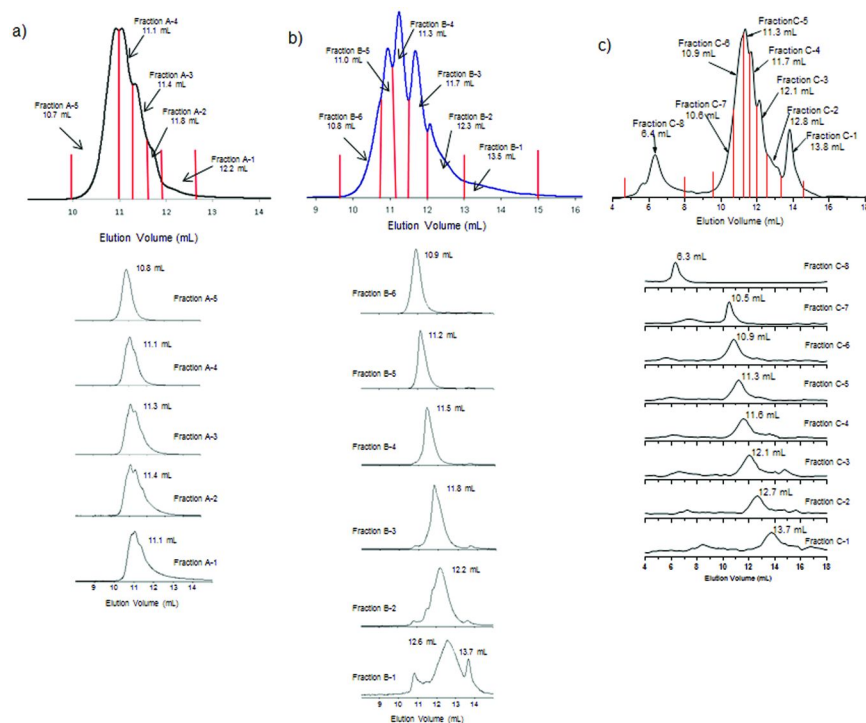 a)
Fraction A-4
11.1 mL
Fraction A-3
11.4 mL
Fraction A-2
11.8 mL
Fraction A-5
10.7 mL
Fraction A-1
12.2 mL
10 11 12 13 14
Elution Volume (mL)
10.8 mL
Fraction A-5
11.1 mL
Fraction A-4
11.3 mL
Fraction A-3
11.4 mL
Fraction A-2
11.1 mL
Fraction A-1
9 10 11 12 13 14
Elution Volume (mL)
b)
Fraction B-4
11.3 mL
Fraction B-5
11.0 mL
Fraction B-3
11.7 mL
Fraction B-6
10.8 mL
Fraction B-2
12.3 mL
Fraction B-1
13.5 mL
9 10 11 12 13 14 15 16
Elution Volume (mL)
10.9 mL
Fraction B-6
11.2 mL
Fraction B-5
11.5 mL
Fraction B-4
11.8 mL
Fraction B-3
12.2 mL
Fraction B-2
12.6 mL
13.7 mL
Fraction B-1
9 10 11 12 13 14
Elution Volume (mL)
c)
FractionC-5
11.3 mL
Fraction C-6
10.9 mL
Fraction C-4
11.7 mL
Fraction C-3
12.1 mL
Fraction C-7
10.6 mL
Fraction C-2
12.8 mL
Fraction C-8
6.4 mL
Fraction C-1
13.8 mL
4 6 8 10 12 14 16 18
Elution Vollume (mL)
6.3 mL
Fraction C-8
10.5 mL
Fraction C-7
10.9 mL
Fraction C-6
11.3 mL
Fraction C-5
11.6 mL
Fraction C-4
12.1 mL
Fraction C-3
12.7 mL
Fraction C-2
13.7 mL
Fraction C-1
4 6 8 10 12 14 16 18
Elution Volume (mL)